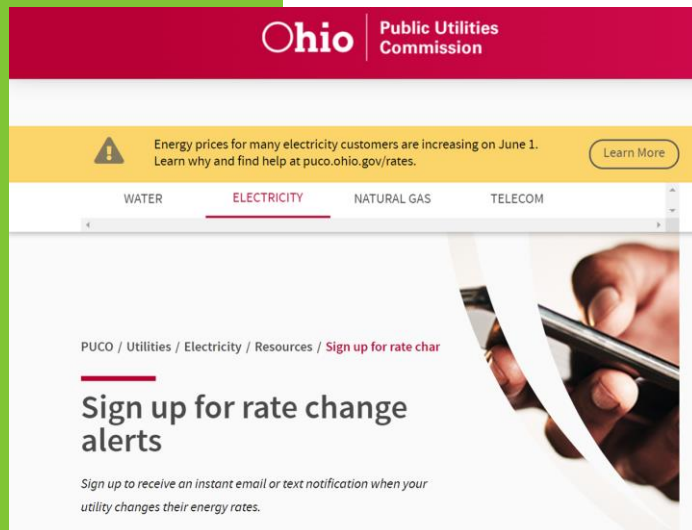 Ohio
Public Utilities
Commission
Energy prices for many electricity customers are increasing on June 1.
Learn why and find help at puco.ohio.gov/rates.
Learn More
WATER ELECTRICITY NATURAL GAS TELECOM
PUCO / Utilities / Electricity / Resources / Sign up for rate char
Sign up for rate change
alerts
Sign up to receive an instant email or text notification when your
utility changes their energy rates.